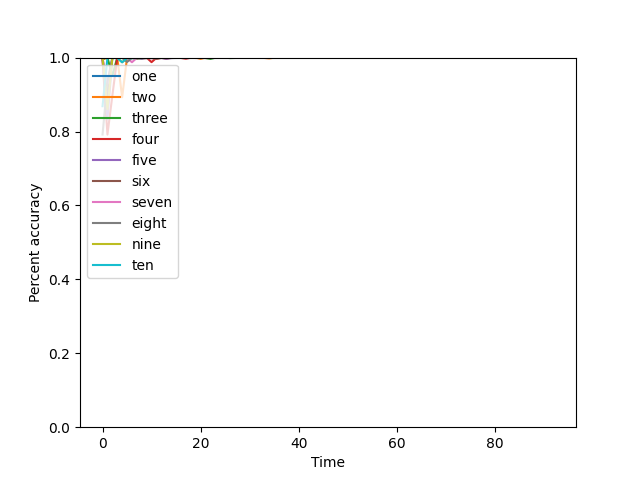 1.0
0.8
0.6
0.4
0.2
0.0
Percent accuracy
one
two
three
four
five
six
seven
eight
nine
ten
0 20 40 60 80
Time